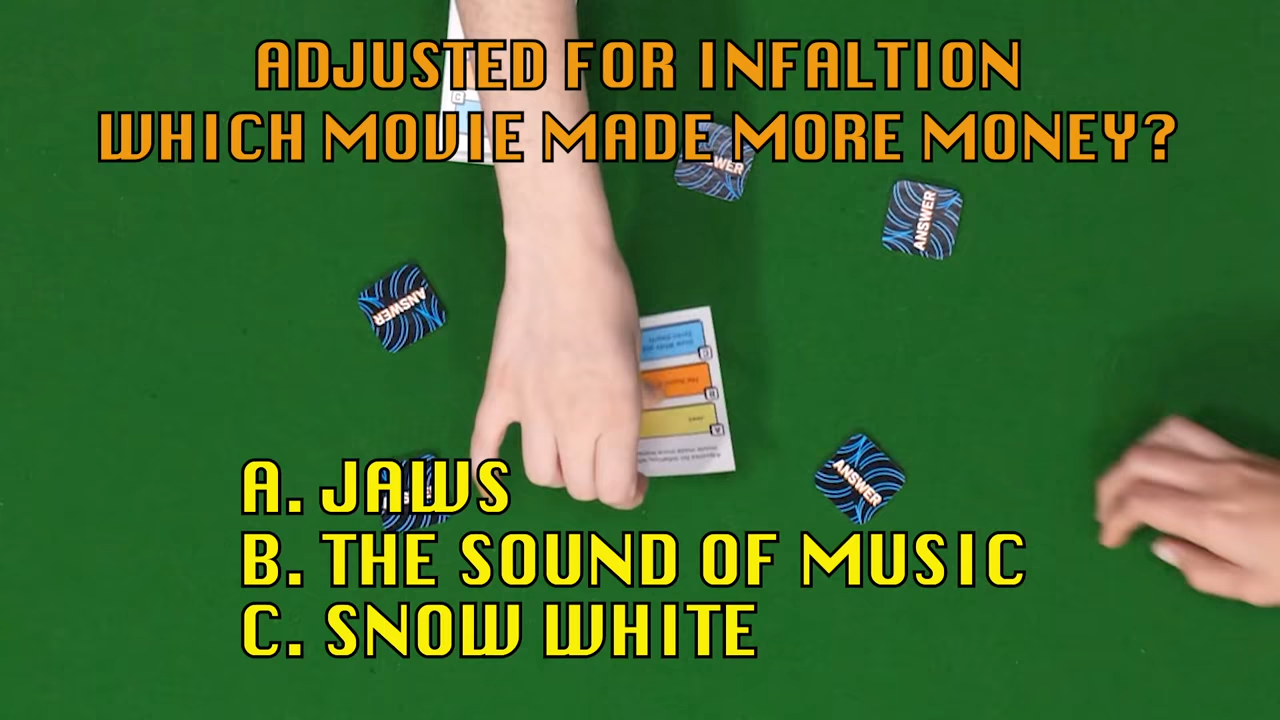 ADJUSTED FOR INFALTION
WHICH MOVIE MADE MORE MONEY?
ANSWER
ANSWER
ANSWER
A. JAWS
B. THE SOUND OF MUSIC
C. SNOW WHITE
ANSWER
C
B
A